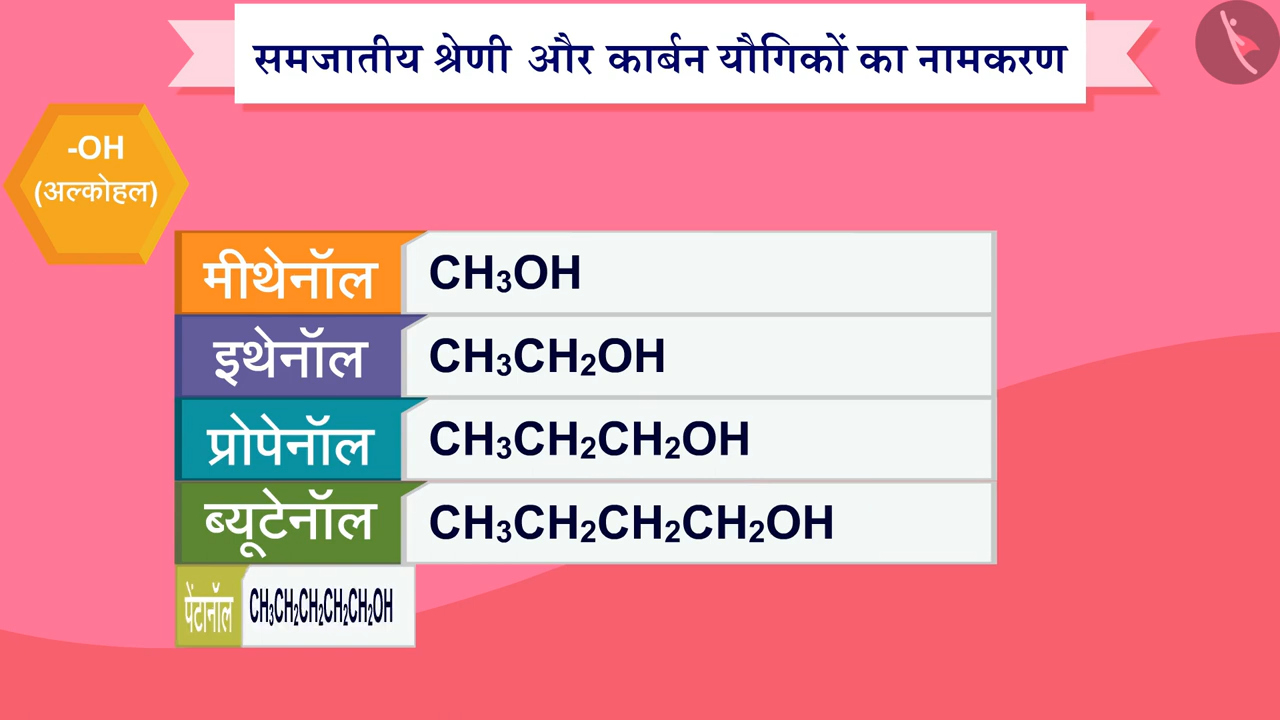 समजातीय श्रेणी और कार्बन यौगिकों का नामकरण
-OH
(अल्कोहल)
मीथेनॉल CH₃OH
इथेनॉल CH₃CH₂OH
प्रोपेनॉल CH₃CH₂CH₂OH
ब्यूटेनॉल CH₃CH₂CH₂CH₂OH
पेंटानॉल CH₃CH₂CH₂CH₂CH₂OH